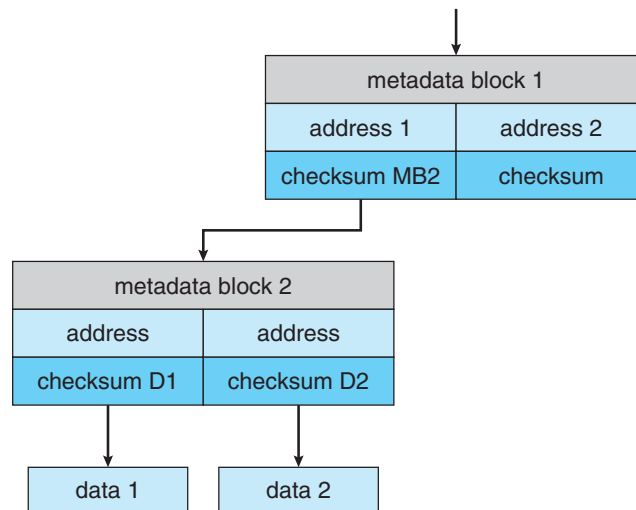 metadata block 1
address 1 address 2
checksum MB2 checksum
metadata block 2
address address
checksum D1 checksum D2
data 1 data 2